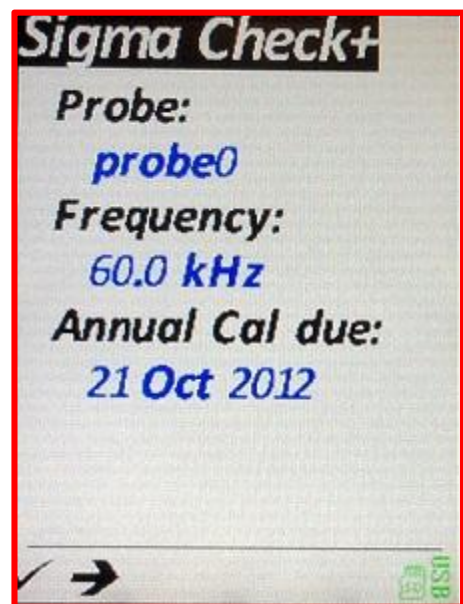 Sigma Check+
Probe:
probe0
Frequency:
60.0 kHz
Annual Cal due:
21 Oct 2012
USB